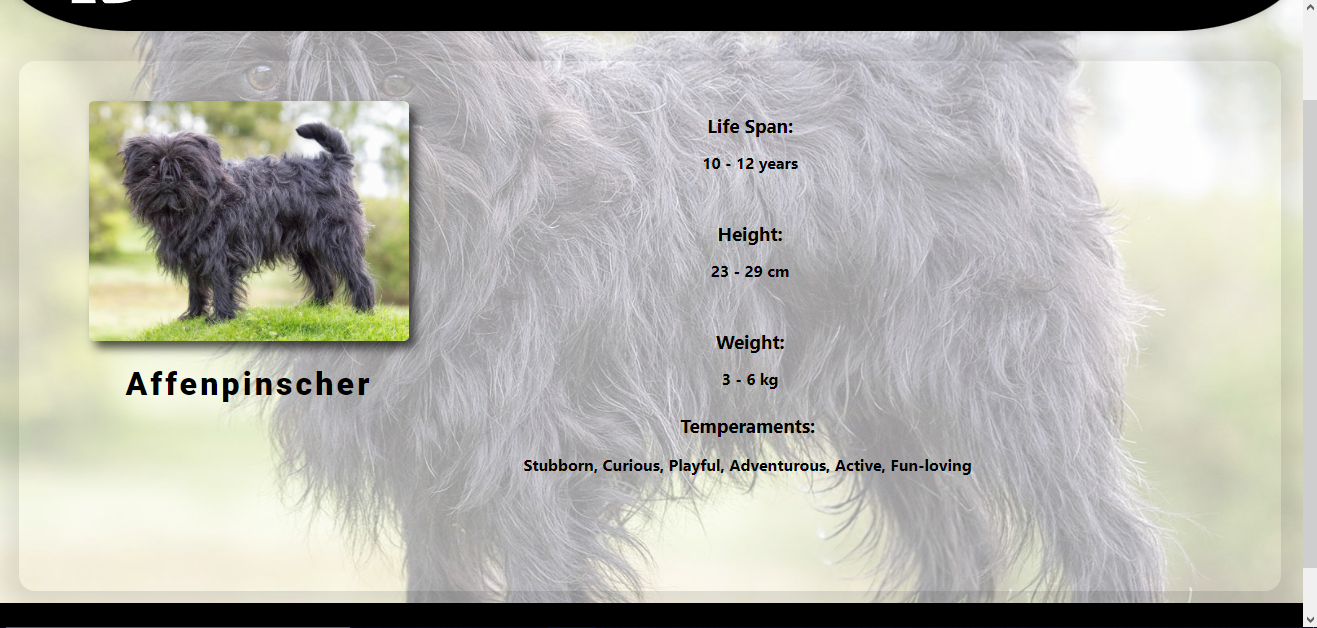 Affenpinscher
Life Span:
10 - 12 years
Height:
23 - 29 cm
Weight:
3 - 6 kg
Temperaments:
Stubborn, Curious, Playful, Adventurous, Active, Fun-loving